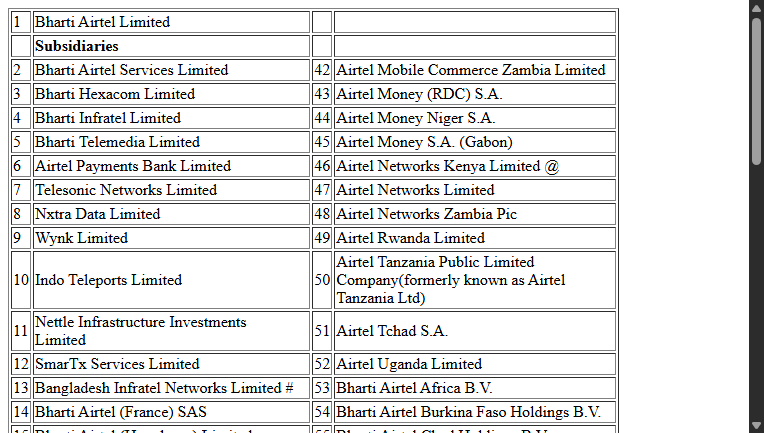 1 Bharti Airtel Limited
Subsidiaries
2 Bharti Airtel Services Limited 42 Airtel Mobile Commerce Zambia Limited
3 Bharti Hexacom Limited 43 Airtel Money (RDC) S.A.
4 Bharti Infratel Limited 44 Airtel Money Niger S.A.
5 Bharti Telemedia Limited 45 Airtel Money S.A. (Gabon)
6 Airtel Payments Bank Limited 46 Airtel Networks Kenya Limited @
7 Telesonic Networks Limited 47 Airtel Networks Limited
8 Nxtra Data Limited 48 Airtel Networks Zambia Pic
9 Wynk Limited 49 Airtel Rwanda Limited
10 Indo Teleports Limited 50 Airtel Tanzania Public Limited
Company(formerly known as Airtel
Tanzania Ltd)
11 Nettle Infrastructure Investments
Limited 51 Airtel Tchad S.A.
12 SmarTx Services Limited 52 Airtel Uganda Limited
13 Bangladesh Infratel Networks Limited # 53 Bharti Airtel Africa B.V.
14 Bharti Airtel (France) SAS 54 Bharti Airtel Burkina Faso Holdings B.V.